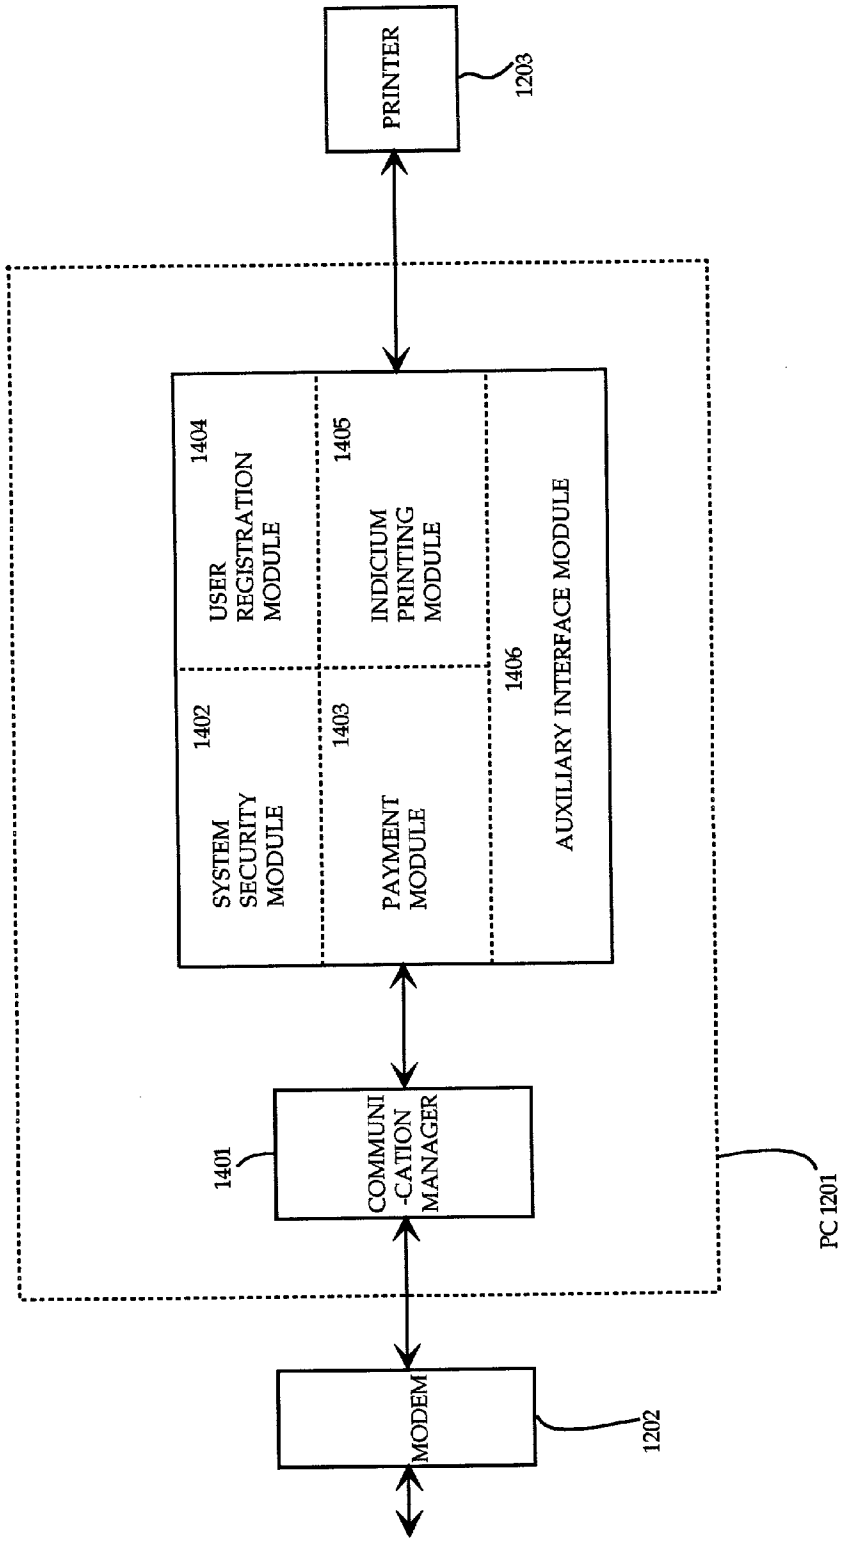 MODEM
1202
COMMUNI
-CATION
MANAGER
1401
PC 1201
SYSTEM
SECURITY
MODULE
1402
USER
REGISTRATION
MODULE
1404
PAYMENT
MODULE
1403
INDICIUM
PRINTING
MODULE
1405
1406
AUXILIARY INTERFACE MODULE
PRINTER
1203